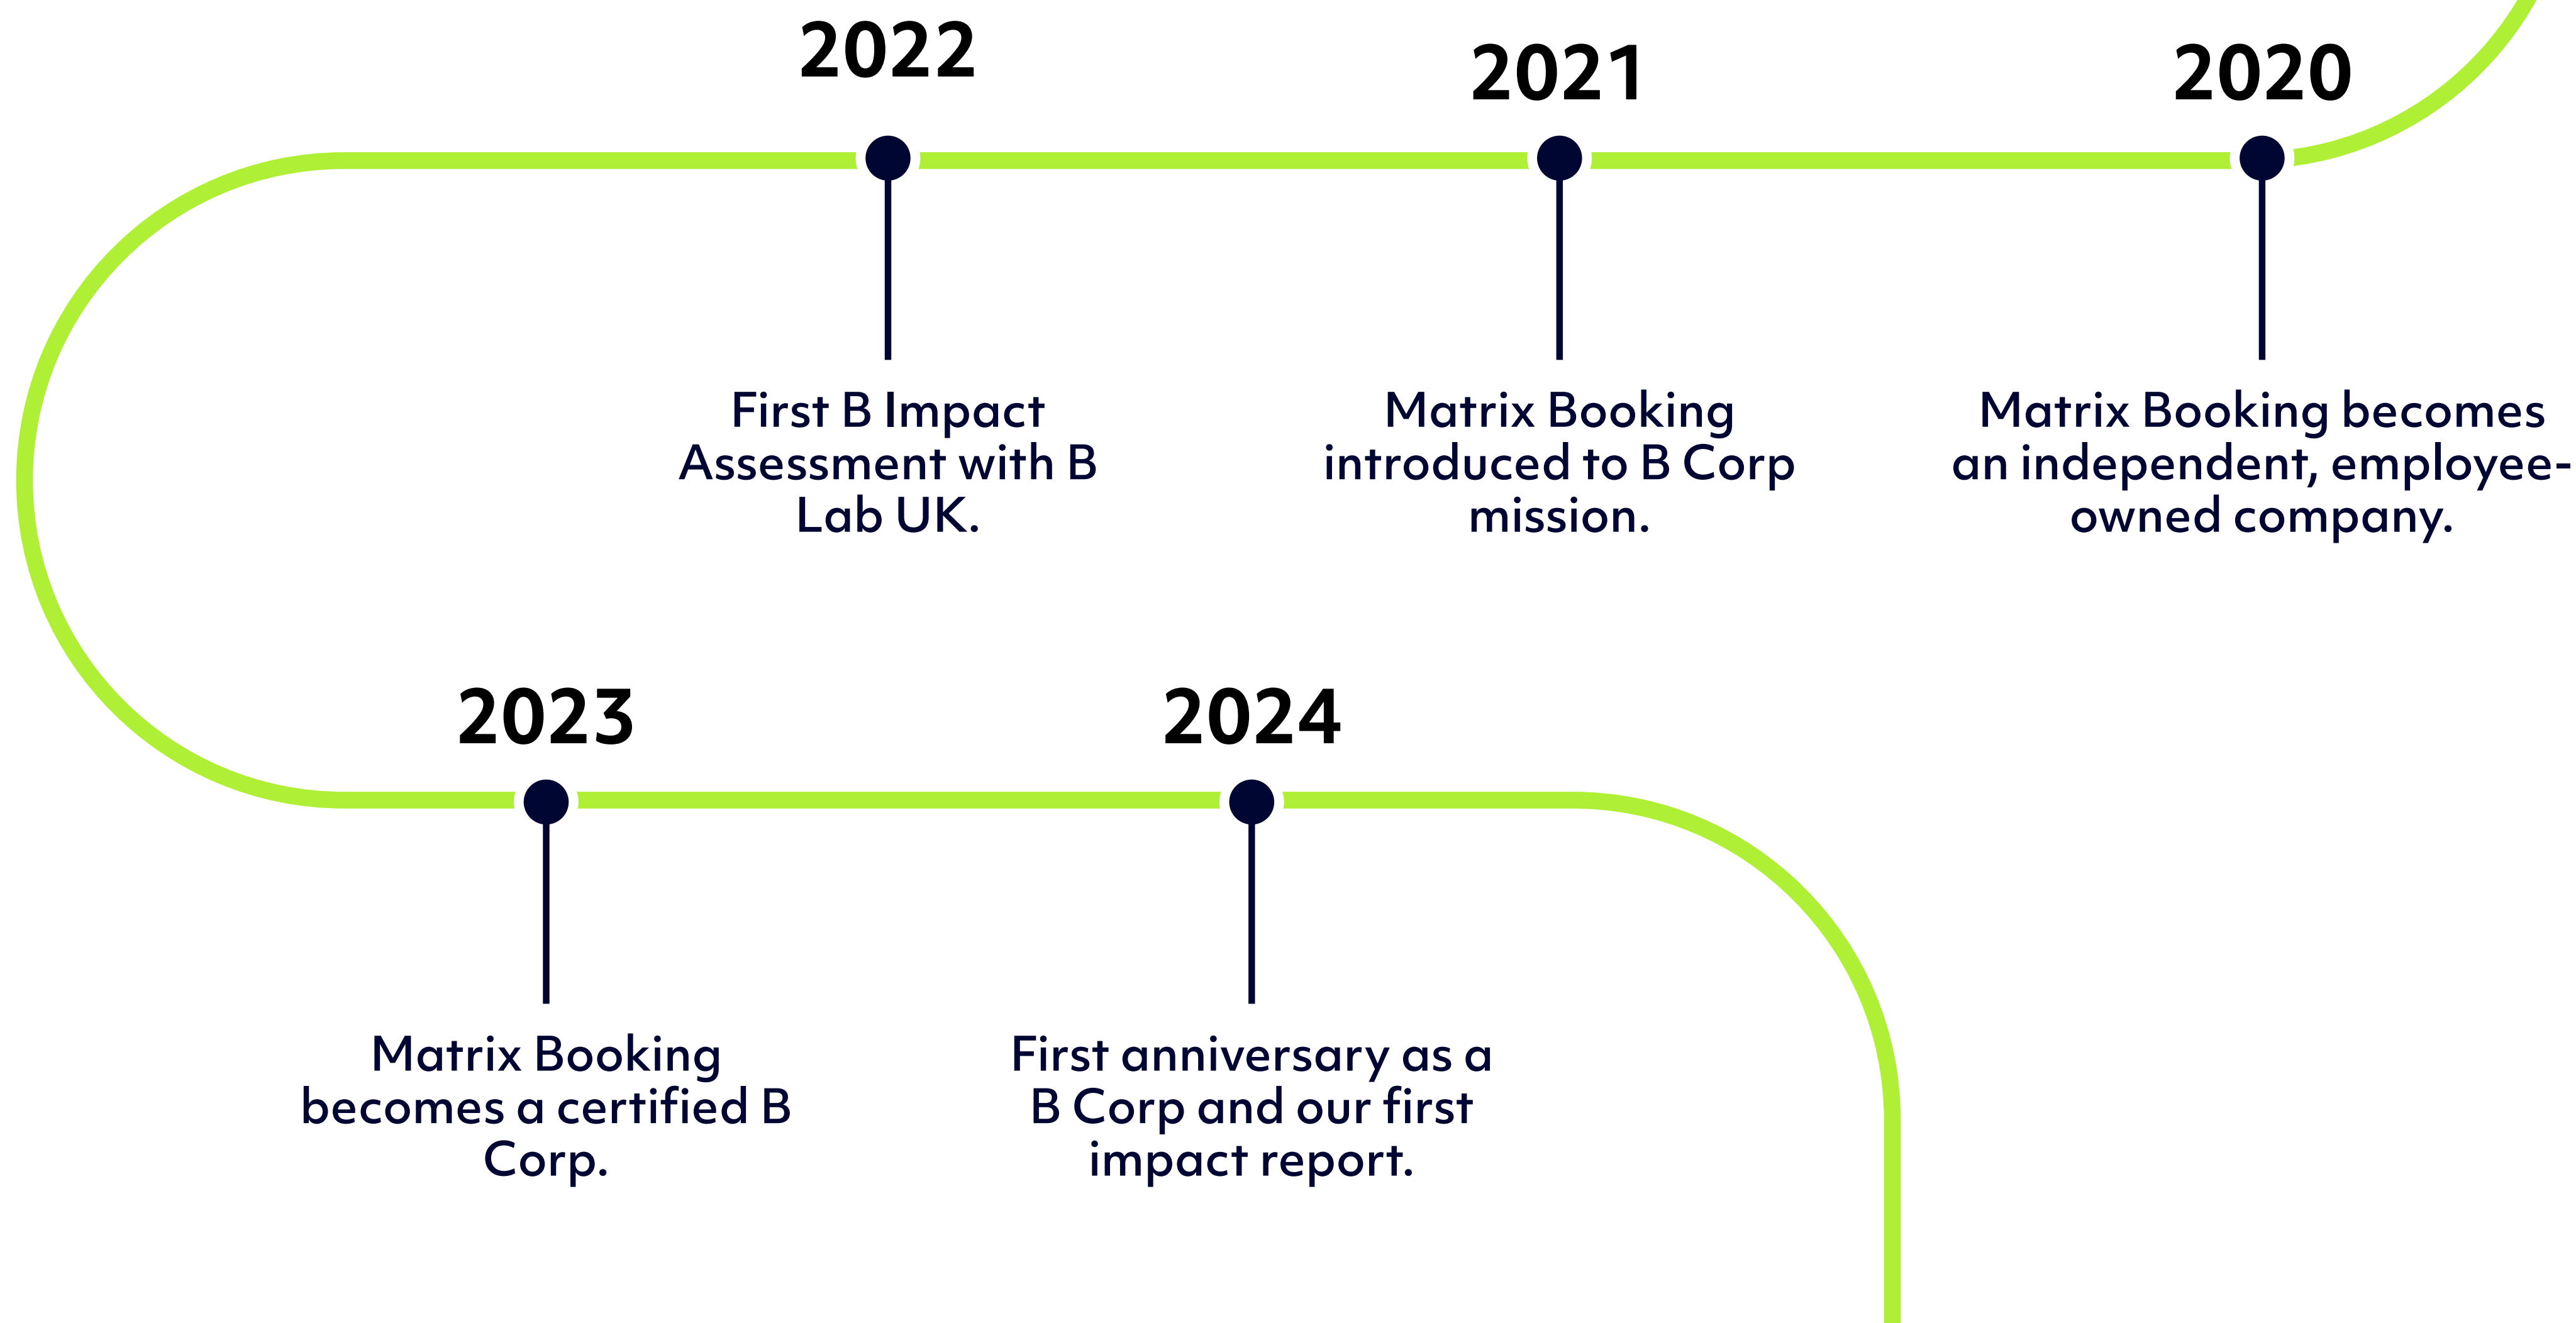 2022
First B Impact
Assessment with B
Lab UK.
2021
Matrix Booking
introduced to B Corp
mission.
2020
Matrix Booking becomes
an independent, employee-
owned company.
2023
Matrix Booking
becomes a certified B
Corp.
2024
First anniversary as a
B Corp and our first
impact report.